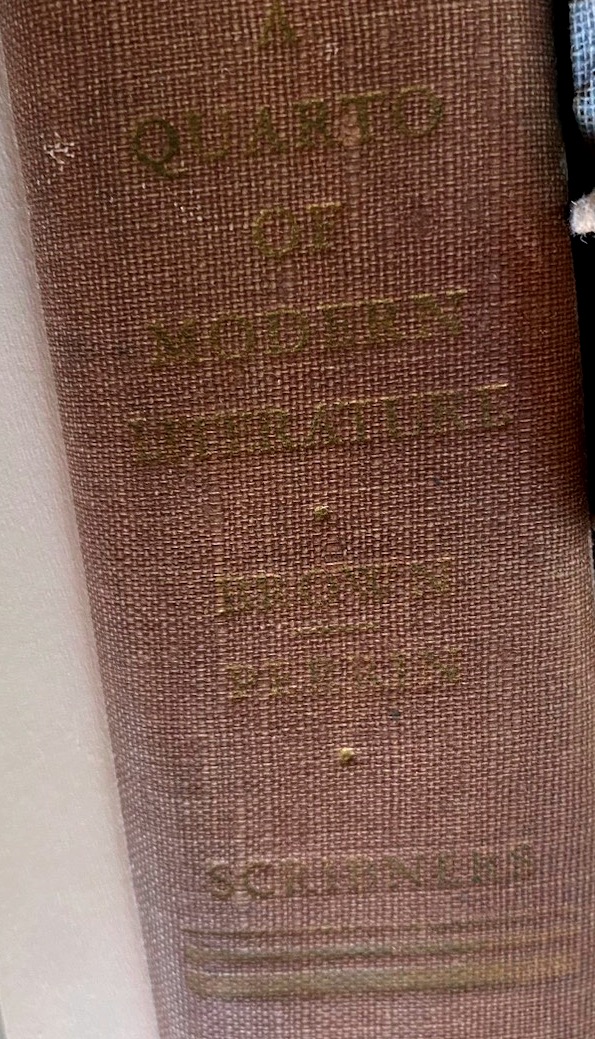 A
QUARTO
OF
MODERN
LITERATURE
BROWN
PERRIN
SCRIBNERS